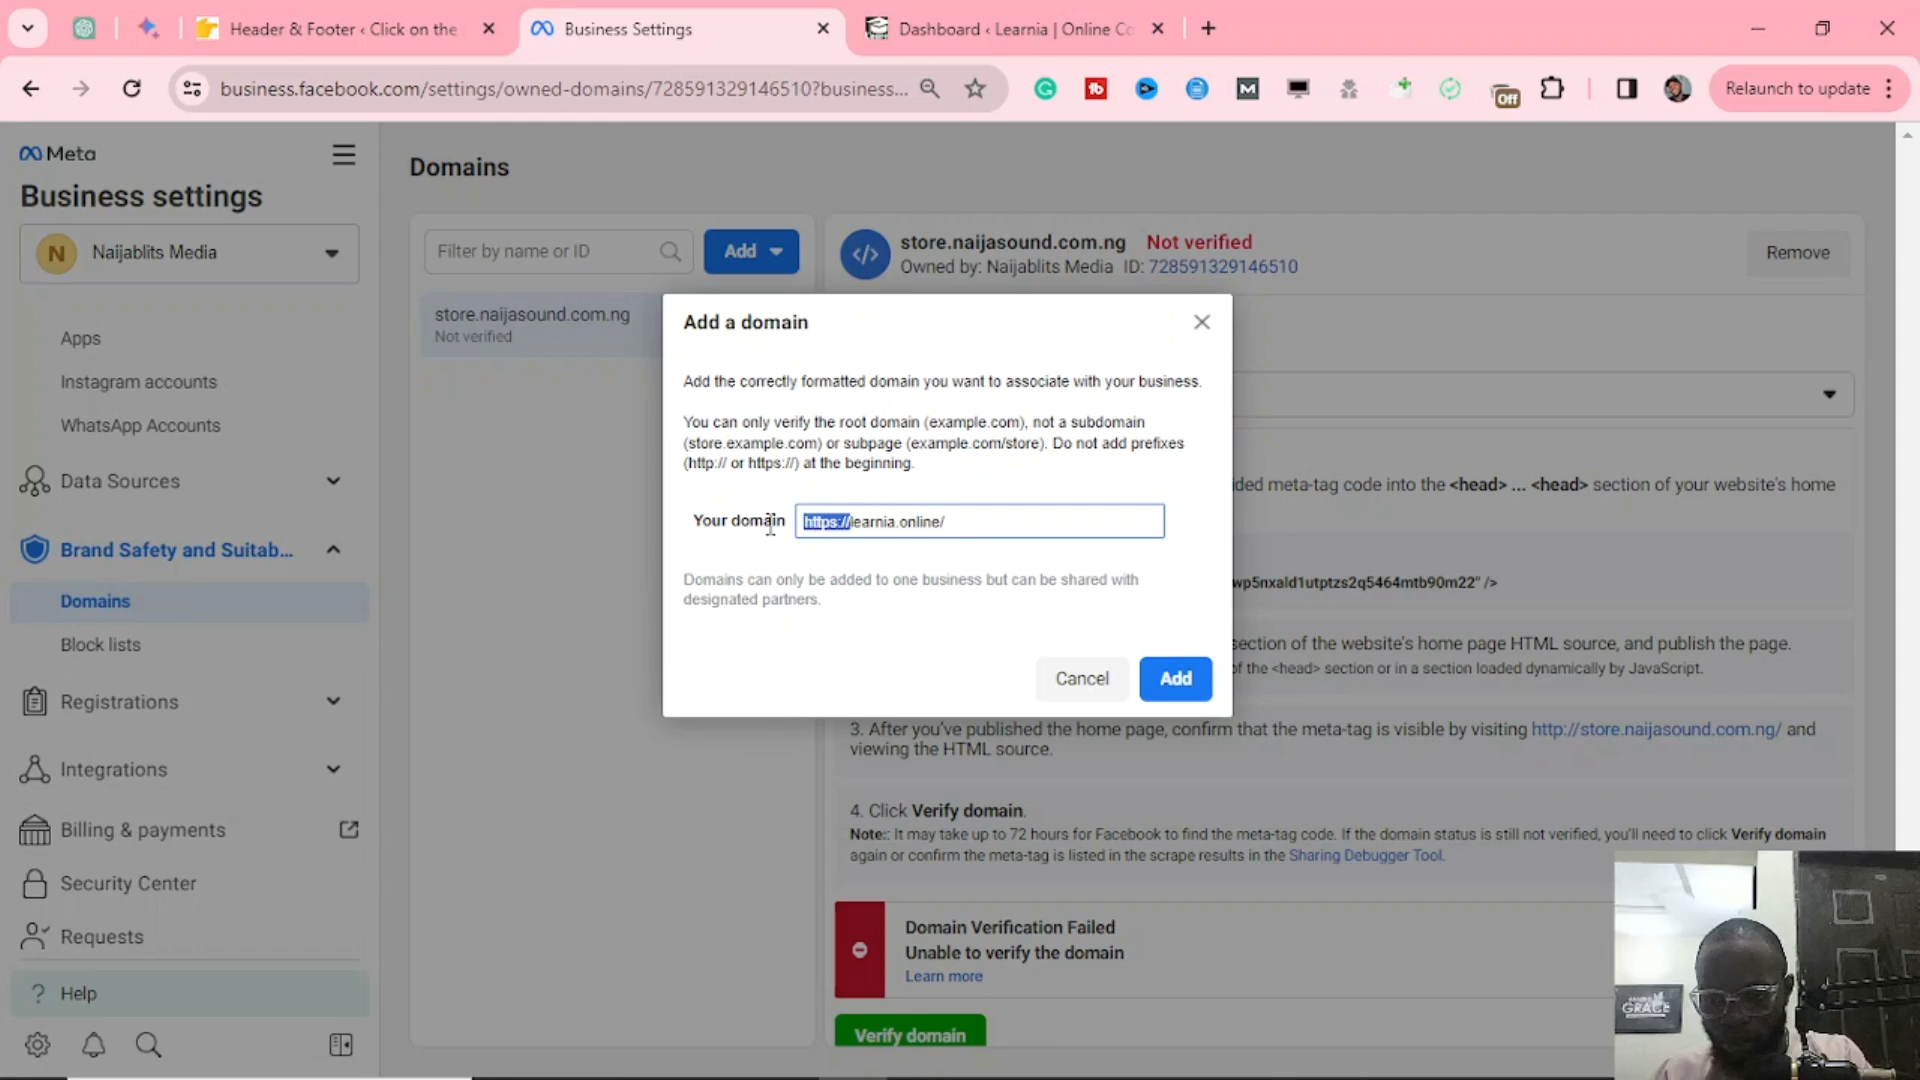 Header & Footer ‹ Click on the
Business Settings
Dashboard ‹ Learnia | Online Co
business.facebook.com/settings/owned-domains/728591329146510?business...
Off
Relaunch to update
Meta
Business settings
N
Naijablits Media
Apps
Instagram accounts
WhatsApp Accounts
Data Sources
Brand Safety and Suitab...
Domains
Block lists
Registrations
Integrations
Billing & payments
Security Center
Requests
? Help
Domains
Filter by name or ID
Add
store.naijasound.com.ng
Not verified
store.naijasound.com.ng Not verified
Owned by: Naijablits Media ID: 728591329146510
Remove
Add a domain
Add the correctly formatted domain you want to associate with your business.
You can only verify the root domain (example.com), not a subdomain
(store.example.com) or subpage (example.com/store). Do not add prefixes
(http:// or https://) at the beginning.
Your domain
https://learnia.online/
Domains can only be added to one business but can be shared with
designated partners.
Cancel
Add
ided meta-tag code into the <head> ... <head> section of your website's home
wp5nxald1utptzs2q5464mtb90m22" />
section of the website's home page HTML source, and publish the page.
of the <head> section or in a section loaded dynamically by JavaScript.
3. After you've published the home page, confirm that the meta-tag is visible by visiting http://store.naijasound.com.ng/ and
viewing the HTML source.
4. Click Verify domain.
Note:: It may take up to 72 hours for Facebook to find the meta-tag code. If the domain status is still not verified, you'll need to click Verify domain
again or confirm the meta-tag is listed in the scrape results in the Sharing Debugger Tool.
Domain Verification Failed
Unable to verify the domain
Learn more
Verify domain
GRACE